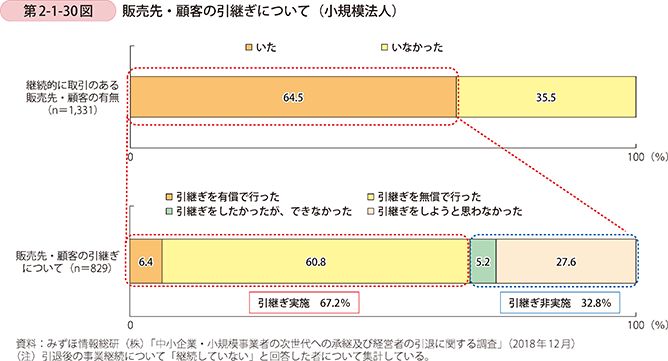 第2-1-30図 販売先・顧客の引継ぎについて（小規模法人）
いた いなかった
継続的に取引のある
販売先・顧客の有無
（n＝1,331）
64.5 35.5
0 100（%）
引継ぎを有償で行った 引継ぎを無償で行った
引継ぎをしたかったが、できなかった 引継ぎをしようと思わなかった
販売先・顧客の引継ぎ
について（n＝829）
6.4 60.8 5.2 27.6
0 100（%）
引継ぎ実施 67.2% 引継ぎ非実施 32.8%
資料：みずほ情報総研（株）「中小企業・小規模事業者の次世代への承継及び経営者の引退に関する調査」（2018年12月）
（注）引退後の事業継続について「継続していない」と回答した者について集計している。